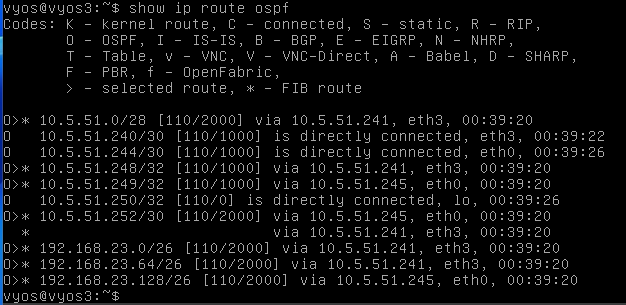 vyos@vyos3:~$ show ip route ospf
Codes: K - kernel route, C - connected, S - static, R - RIP,
       O - OSPF, I - IS-IS, B - BGP, E - EIGRP, N - NHRP,
       T - Table, v - VNC, V - VNC-Direct, A - Babel, D - SHARP,
       F - PBR, f - OpenFabric,
       > - selected route, * - FIB route

O>* 10.5.51.0/28 [110/2000] via 10.5.51.241, eth3, 00:39:20
O   10.5.51.240/30 [110/1000] is directly connected, eth3, 00:39:22
O   10.5.51.244/30 [110/1000] is directly connected, eth0, 00:39:26
O>* 10.5.51.248/32 [110/1000] via 10.5.51.241, eth3, 00:39:20
O>* 10.5.51.249/32 [110/1000] via 10.5.51.245, eth0, 00:39:20
O   10.5.51.250/32 [110/0] is directly connected, lo, 00:39:26
O>* 10.5.51.252/30 [110/2000] via 10.5.51.245, eth0, 00:39:20
  *                           via 10.5.51.241, eth3, 00:39:20
O>* 192.168.23.0/26 [110/2000] via 10.5.51.241, eth3, 00:39:20
O>* 192.168.23.64/26 [110/2000] via 10.5.51.241, eth3, 00:39:20
O>* 192.168.23.128/26 [110/2000] via 10.5.51.245, eth0, 00:39:20
vyos@vyos3:~$